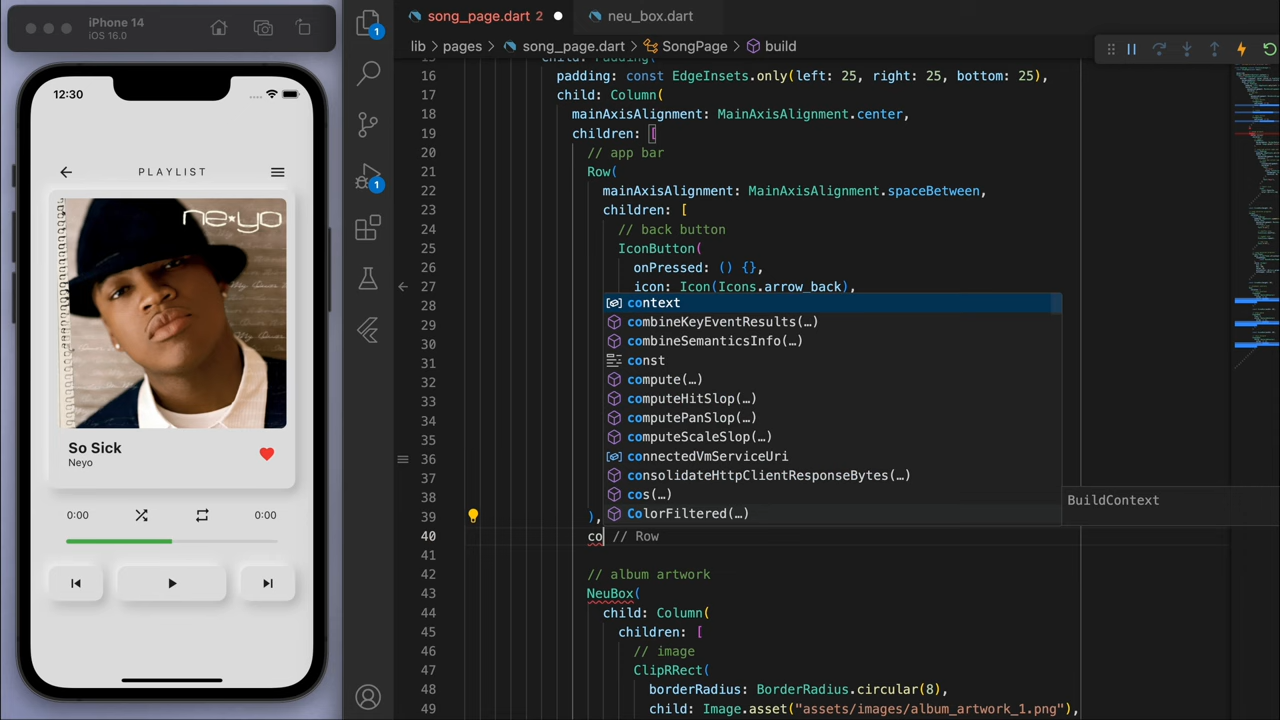 iPhone 14
iOS 16.0
12:30
PLAYLIST
ne★yo
So Sick
Neyo
0:00
0:00
1
1
song_page.dart 2
neu_box.dart
lib > pages > song_page.dart > SongPage > build
16 padding: const EdgeInsets.only(left: 25, right: 25, bottom: 25),
17 child: Column(
18 mainAxisAlignment: MainAxisAlignment.center,
19 children: [
20 // app bar
21 Row(
22 mainAxisAlignment: MainAxisAlignment.spaceBetween,
23 children: [
24 // back button
25 IconButton(
26 onPressed: () {},
27 icon: Icon(Icons.arrow_back),
28 context
29 combineKeyEventResults(…)
30 combineSemanticsInfo(…)
31 const
32 compute(…)
33 computeHitSlop(…)
34 computePanSlop(…)
35 computeScaleSlop(…)
36 connectedVmServiceUri
37 consolidateHttpClientResponseBytes(…)
38 cos(…)
BuildContext
39 ), ColorFiltered(…)
40 co // Row
41
42 // album artwork
43 NeuBox(
44 child: Column(
45 children: [
46 // image
47 ClipRRect(
48 borderRadius: BorderRadius.circular(8),
49 child: Image.asset("assets/images/album_artwork_1.png"),